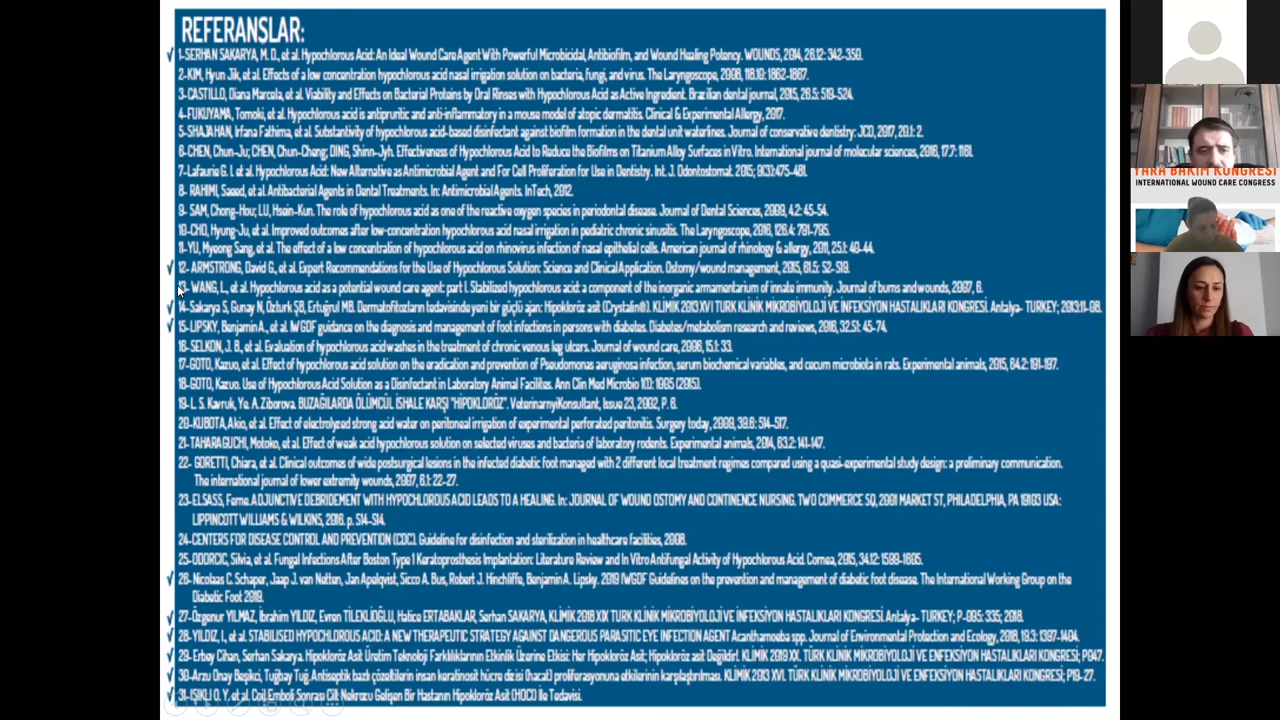 REFERANSLAR:
√ 1-SERHAN SAKARYA, M. D., et al. Hypochlorous Acid: An Ideal Wound Care Agent With Powerful Microbicidal, Antibiofilm, and Wound Healing Potency. WOUNDS, 2014, 26.12: 342-350.
2-KIM, Hyun Jik, et al. Effects of a low concentration hypochlorous acid nasal irrigation solution on bacteria, fungi, and virus. The Laryngoscope, 2008, 118.10: 1862-1867.
3-CASTILLO, Diana Marcela, et al. Viability and Effects on Bacterial Proteins by Oral Rinses with Hypochlorous Acid as Active Ingredient. Brazilian dental journal, 2015, 26.5: 519-524.
4-FUKUYAMA, Tomoki, et al. Hypochlorous acid is antipruritic and anti-inflammatory in a mouse model of atopic dermatitis. Clinical & Experimental Allergy, 2017.
5-SHAJAHAN, Irfana Fathima, et al. Substantivity of hypochlorous acid-based disinfectant against biofilm formation in the dental unit waterlines. Journal of conservative dentistry: JCD, 2017, 20.1: 2.
6-CHEN, Chun-Ju; CHEN, Chun-Cheng; DING, Shinn-Jyh. Effectiveness of Hypochlorous Acid to Reduce the Biofilms on Titanium Alloy Surfaces in Vitro. International journal of molecular sciences, 2016, 17.7: 1161.
7-Lafaurie G. I. et al. Hypochlorous Acid: New Alternative as Antimicrobial Agent and For Cell Proliferation for Use in Dentistry. Int. J. Odontostomat. 2015; 9(3):475-481.
8- RAHIMI, Saeed, et al. Antibacterial Agents in Dental Treatments. In: Antimicrobial Agents. InTech, 2012.
9- SAM, Chong-Hou; LU, Hsein-Kun. The role of hypochlorous acid as one of the reactive oxygen species in periodontal disease. Journal of Dental Sciences, 2009, 4.2: 45-54.
10-CHO, Hyung-Ju, et al. Improved outcomes after low-concentration hypochlorous acid nasal irrigation in pediatric chronic sinusitis. The Laryngoscope, 2016, 126.4: 791-795.
11-YU, Myeong Sang, et al. The effect of a low concentration of hypochlorous acid on rhinovirus infection of nasal epithelial cells. American journal of rhinology & allergy, 2011, 25.1: 40-44.
√ 12- ARMSTRONG, David G., et al. Expert Recommendations for the Use of Hypochlorous Solution: Science and Clinical Application. Ostomy/wound management, 2015, 61.5: S2-S19.
13- WANG, L., et al. Hypochlorous acid as a potential wound care agent: part I. Stabilized hypochlorous acid: a component of the inorganic armamentarium of innate immunity. Journal of burns and wounds, 2007, 6.
√ 14- Sakarya S, Gunay N, Özturk ŞB, Ertuğrul MB. Dermatofitozların tedavisinde yeni bir güçlü ajan: Hipokloröz asit (Crystalin®). KLİMİK 2013 XVI TÜRK KLİNİK MİKROBİYOLOJİ VE İNFEKSİYON HASTALIKLARI KONGRESİ. Antalya- TURKEY; 2013:11-06.
√ 15-LIPSKY, Benjamin A., et al. IWGDF guidance on the diagnosis and management of foot infections in persons with diabetes. Diabetes/metabolism research and reviews, 2016, 32.S1: 45-74.
16-SELKON, J. B., et al. Evaluation of hypochlorous acid washes in the treatment of chronic venous leg ulcers. Journal of wound care, 2006, 15.1: 33.
17-GOTO, Kazuo, et al. Effect of hypochlorous acid solution on the eradication and prevention of Pseudomonas aeruginosa infection, serum biochemical variables, and cecum microbiota in rats. Experimental animals, 2015, 64.2: 191-197.
18-GOTO, Kazuo. Use of Hypochlorous Acid Solution as a Disinfectant in Laboratory Animal Facilites. Ann Clin Med Microbio 1(1): 1005 (2015).
19-L. S. Kavruk, Ye. A. Ziborova. BUZAĞILARDA ÖLÜMCÜL İSHALE KARŞI "HİPOKLORÖZ". VeterinarnyiKonsultant, Issue 23, 2002, P. 6.
20-KUBOTA, Akio, et al. Effect of electrolyzed strong acid water on peritoneal irrigation of experimental perforated peritonitis. Surgery today, 2009, 39.6: 514-517.
21-TAHARAGUCHI, Motoko, et al. Effect of weak acid hypochlorous solution on selected viruses and bacteria of laboratory rodents. Experimental animals, 2014, 63.2: 141-147.
22- GORETTI, Chiara, et al. Clinical outcomes of wide postsurgical lesions in the infected diabetic foot managed with 2 different local treatment regimes compared using a quasi-experimental study design: a preliminary communication.
The international journal of lower extremity wounds, 2007, 6.1: 22-27.
23-ELSASS, Ferne. ADJUNCTIVE DEBRIDEMENT WITH HYPOCHLOROUS ACID LEADS TO A HEALING. In: JOURNAL OF WOUND OSTOMY AND CONTINENCE NURSING. TWO COMMERCE SQ, 2001 MARKET ST, PHILADELPHIA, PA 19103 USA:
LIPPINCOTT WILLIAMS & WILKINS, 2016. p. S14-S14.
24-CENTERS FOR DISEASE CONTROL AND PREVENTION (CDC). Guideline for disinfection and sterilization in healthcare facilities, 2008.
25-ODORCIC, Silvia, et al. Fungal Infections After Boston Type 1 Keratoprosthesis Implantation: Literature Review and In Vitro Antifungal Activity of Hypochlorous Acid. Cornea, 2015, 34.12: 1599-1605.
√ 26-Nicolaas C. Schaper, Jaap J. van Netten, Jan Apelqvist, Sicco A. Bus, Robert J. Hinchliffe, Benjamin A. Lipsky. 2019 IWGDF Guidelines on the prevention and management of diabetic foot disease. The International Working Group on the
Diabetic Foot 2019.
√ 27-Özgenur YILMAZ, İbrahim YILDIZ, Evren TİLEKLİOĞLU, Hatice ERTABAKLAR, Serhan SAKARYA, KLİMİK 2018 XIX TÜRK KLİNİK MİKROBİYOLOJİ VE İNFEKSİYON HASTALIKLARI KONGRESİ. Antalya- TURKEY; P-095: 335; 2018.
√ 28-YILDIZ, I., et al. STABILISED HYPOCHLOROUS ACID: A NEW THERAPEUTIC STRATEGY AGAINST DANGEROUS PARASITIC EYE INFECTION AGENT Acanthamoeba spp. Journal of Environmental Protection and Ecology, 2018, 19.3: 1397-1404.
√ 29-Erbey Cihan, Serhan Sakarya. Hipokloröz Asit Üretim Teknoloji Farklılıklarının Etkinlik Üzerine Etkisi: Her Hipokloröz Asit; Hipokloröz asit Değildir!. KLİMİK 2019 XX. TÜRK KLİNİK MİKROBİYOLOJİ VE ENFEKSİYON HASTALIKLARI KONGRESİ; P047.
√ 30-Arzu Onay Beşikci, Tuğbay Tuğ, Antiseptik bazlı çözeltilerin insan keratinosit hücre dizisi (hacat) proliferasyonuna etkilerinin karşılaştırılması. KLİMİK 2013 XVI. TÜRK KLİNİK MİKROBİYOLOJİ VE ENFEKSİYON HASTALIKLARI KONGRESİ; P19-27.
√ 31-IŞIKLI O. Y., et al. Coil Emboli Sonrası Cilt Nekrozu Gelişen Bir Hastanın Hipokloröz Asit (HOCl) İle Tedavisi.
YARA BAKIM KONGRESİ
INTERNATIONAL WOUND CARE CONGRESS